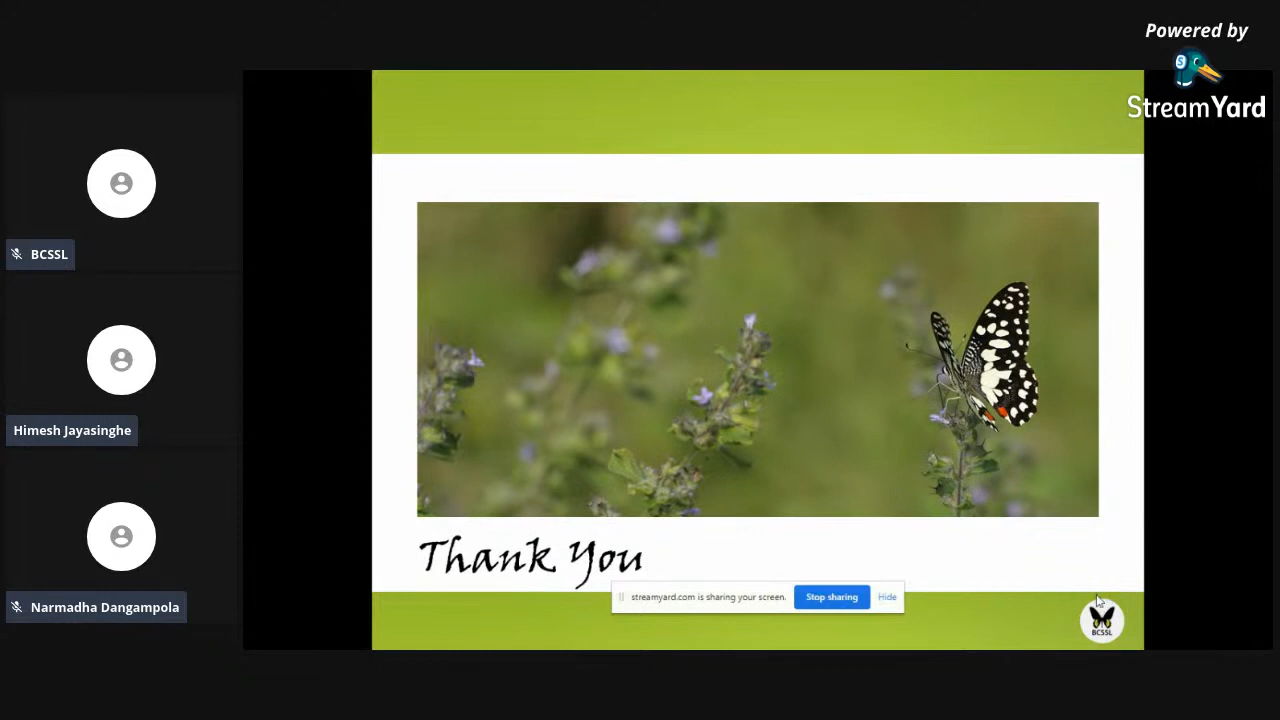 Powered by
StreamYard
BCSSL
Himesh Jayasinghe
Narmadha Dangampola
Thank You
streamyard.com is sharing your screen.
Stop sharing
Hide
BCSSL